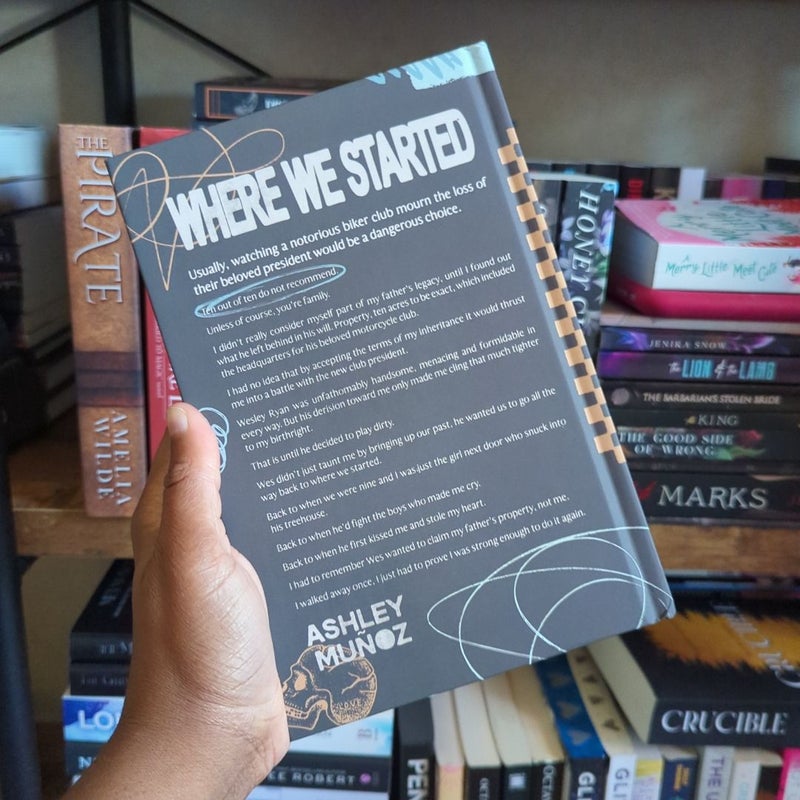 WHERE WE STARTED
Usually, watching a notorious biker club mourn the loss of
their beloved president would be a dangerous choice.
Ten out of ten do not recommend
Unless of course, you're family.
I didn't really consider myself part of my father's legacy, until I found out
what he left behind in his will. Property, ten acres to be exact, which included
the headquarters for his beloved motorcycle club.
I had no idea that by accepting the terms of my inheritance it would thrust
me into a battle with the new club president.
Wesley Ryan was unfathomably handsome, menacing and formidable in
every way. But his derision toward me only made me cling that much tighter
to my birthright.
That is until he decided to play dirty.
Wes didn't just taunt me by bringing up our past, he wanted us to go all the
way back to where we started.
Back to when we were nine and I was just the girl next door who snuck into
his treehouse.
Back to when he'd fight the boys who made me cry.
Back to when he first kissed me and stole my heart.
I had to remember Wes wanted to claim my father's property, not me.
I walked away once, I just had to prove I was strong enough to do it again.
ASHLEY
MUÑOZ
LOVE
THE
PIRATE
AMELIA
WILDE
HONEY
Merry Little Meet Cute
JENIKA SNOW
THE LION & THE LAMB
THE BARBARIAN'S STOLEN BRIDE
KING
THE GOOD SIDE
OF WRONG
MARKS
CRUCIBLE
LO
EE ROBERT
PEN
OCTAV
GLI
GLI